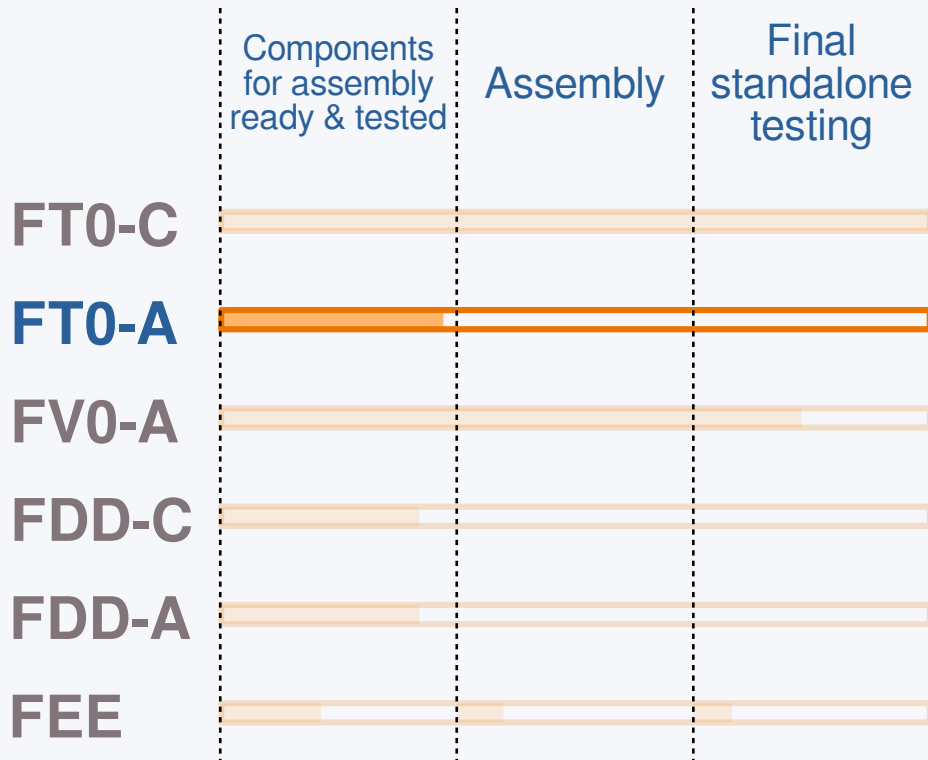 Components
for assembly
ready & tested
Assembly
Final
standalone
testing
FT0-C
FT0-A
FV0-A
FDD-C
FDD-A
FEE